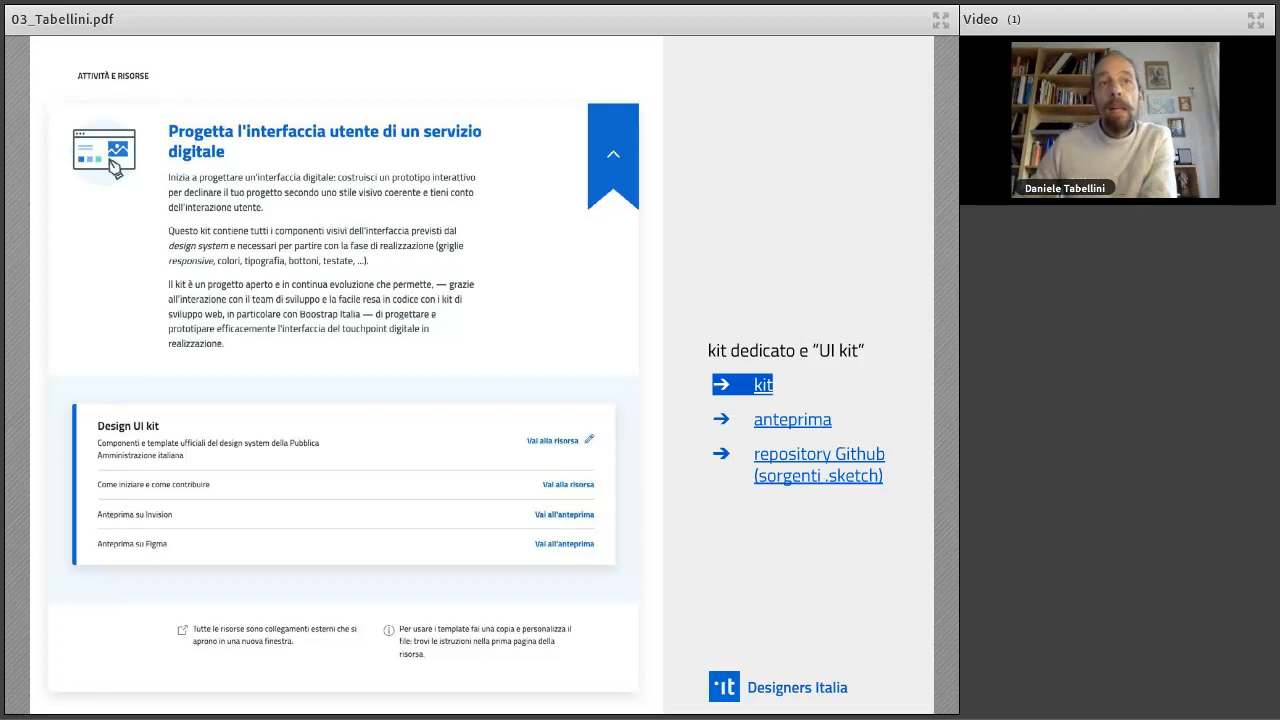 03_Tabellini.pdf
Video (1)
ATTIVITÀ E RISORSE
Progetta l'interfaccia utente di un servizio
digitale
Inizia a progettare un'interfaccia digitale: costruisci un prototipo interattivo
per declinare il tuo progetto secondo uno stile visivo coerente e tieni conto
dell'interazione utente.
Questo kit contiene tutti i componenti visivi dell'interfaccia previsti dal
design system e necessari per partire con la fase di realizzazione (griglie
responsive, colori, tipografia, bottoni, testate, ...).
Il kit è un progetto aperto e in continua evoluzione che permette, — grazie
all'interazione con il team di sviluppo e la facile resa in codice con i kit di
sviluppo web, in particolare con Boostrap Italia — di progettare e
prototipare efficacemente l'interfaccia del touchpoint digitale in
realizzazione.
Design UI kit
Componenti e template ufficiali del design system della Pubblica
Amministrazione italiana
Vai alla risorsa
Come iniziare e come contribuire
Vai alla risorsa
Anteprima su Invision
Vai all'anteprima
Anteprima su Figma
Vai all'anteprima
Tutte le risorse sono collegamenti esterni che si
aprono in una nuova finestra.
Per usare i template fai una copia e personalizza il
file: trovi le istruzioni nella prima pagina della
risorsa.
kit dedicato e “UI kit”
➔ kit
➔ anteprima
➔ repository Github
(sorgenti .sketch)
.it Designers Italia
Daniele Tabellini